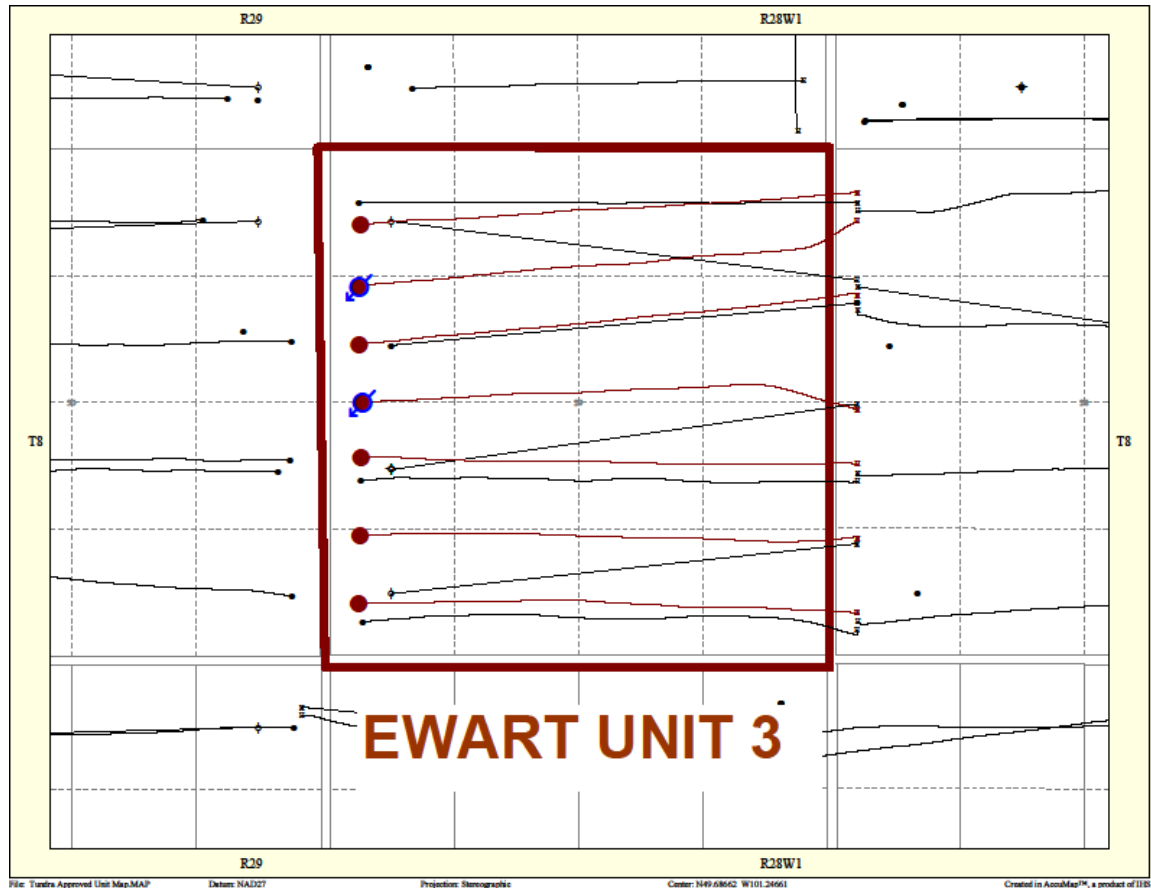 R29 R28W1
T8 T8
EWART UNIT 3
R29 R28W1
File: Tundra Approved Unit Map.MAP Datum: NAD27 Projection: Stereographic Center: N49.68662 W101.24661 Created in AccuMap™, a product of IHS